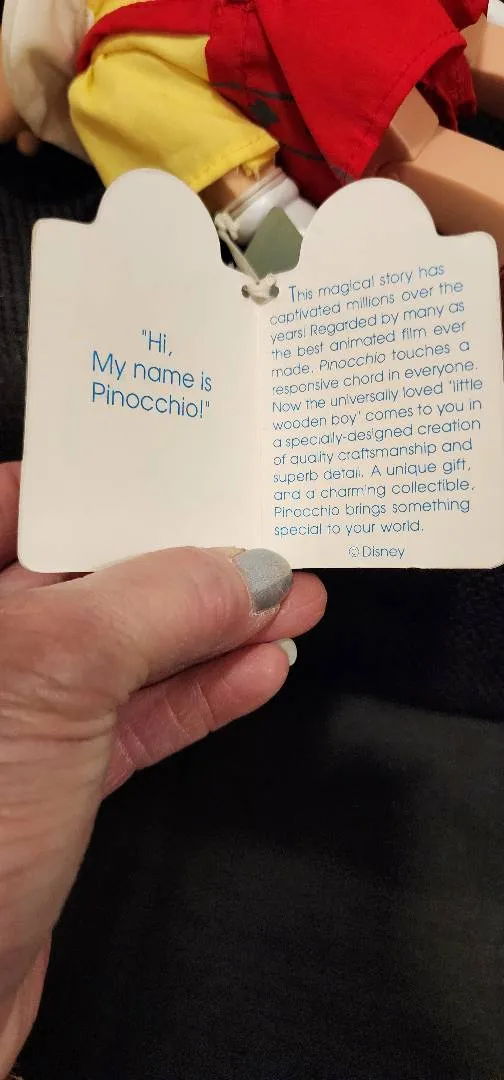 "Hi,
My name is
Pinocchio!"
This magical story has
captivated millions over the
years! Regarded by many as
the best animated film ever
made, Pinocchio touches a
responsive chord in everyone.
Now the universally loved "little
wooden boy" comes to you in
a specially-designed creation
of quality craftsmanship and
superb detail. A unique gift,
and a charming collectible,
Pinocchio brings something
special to your world.
© Disney